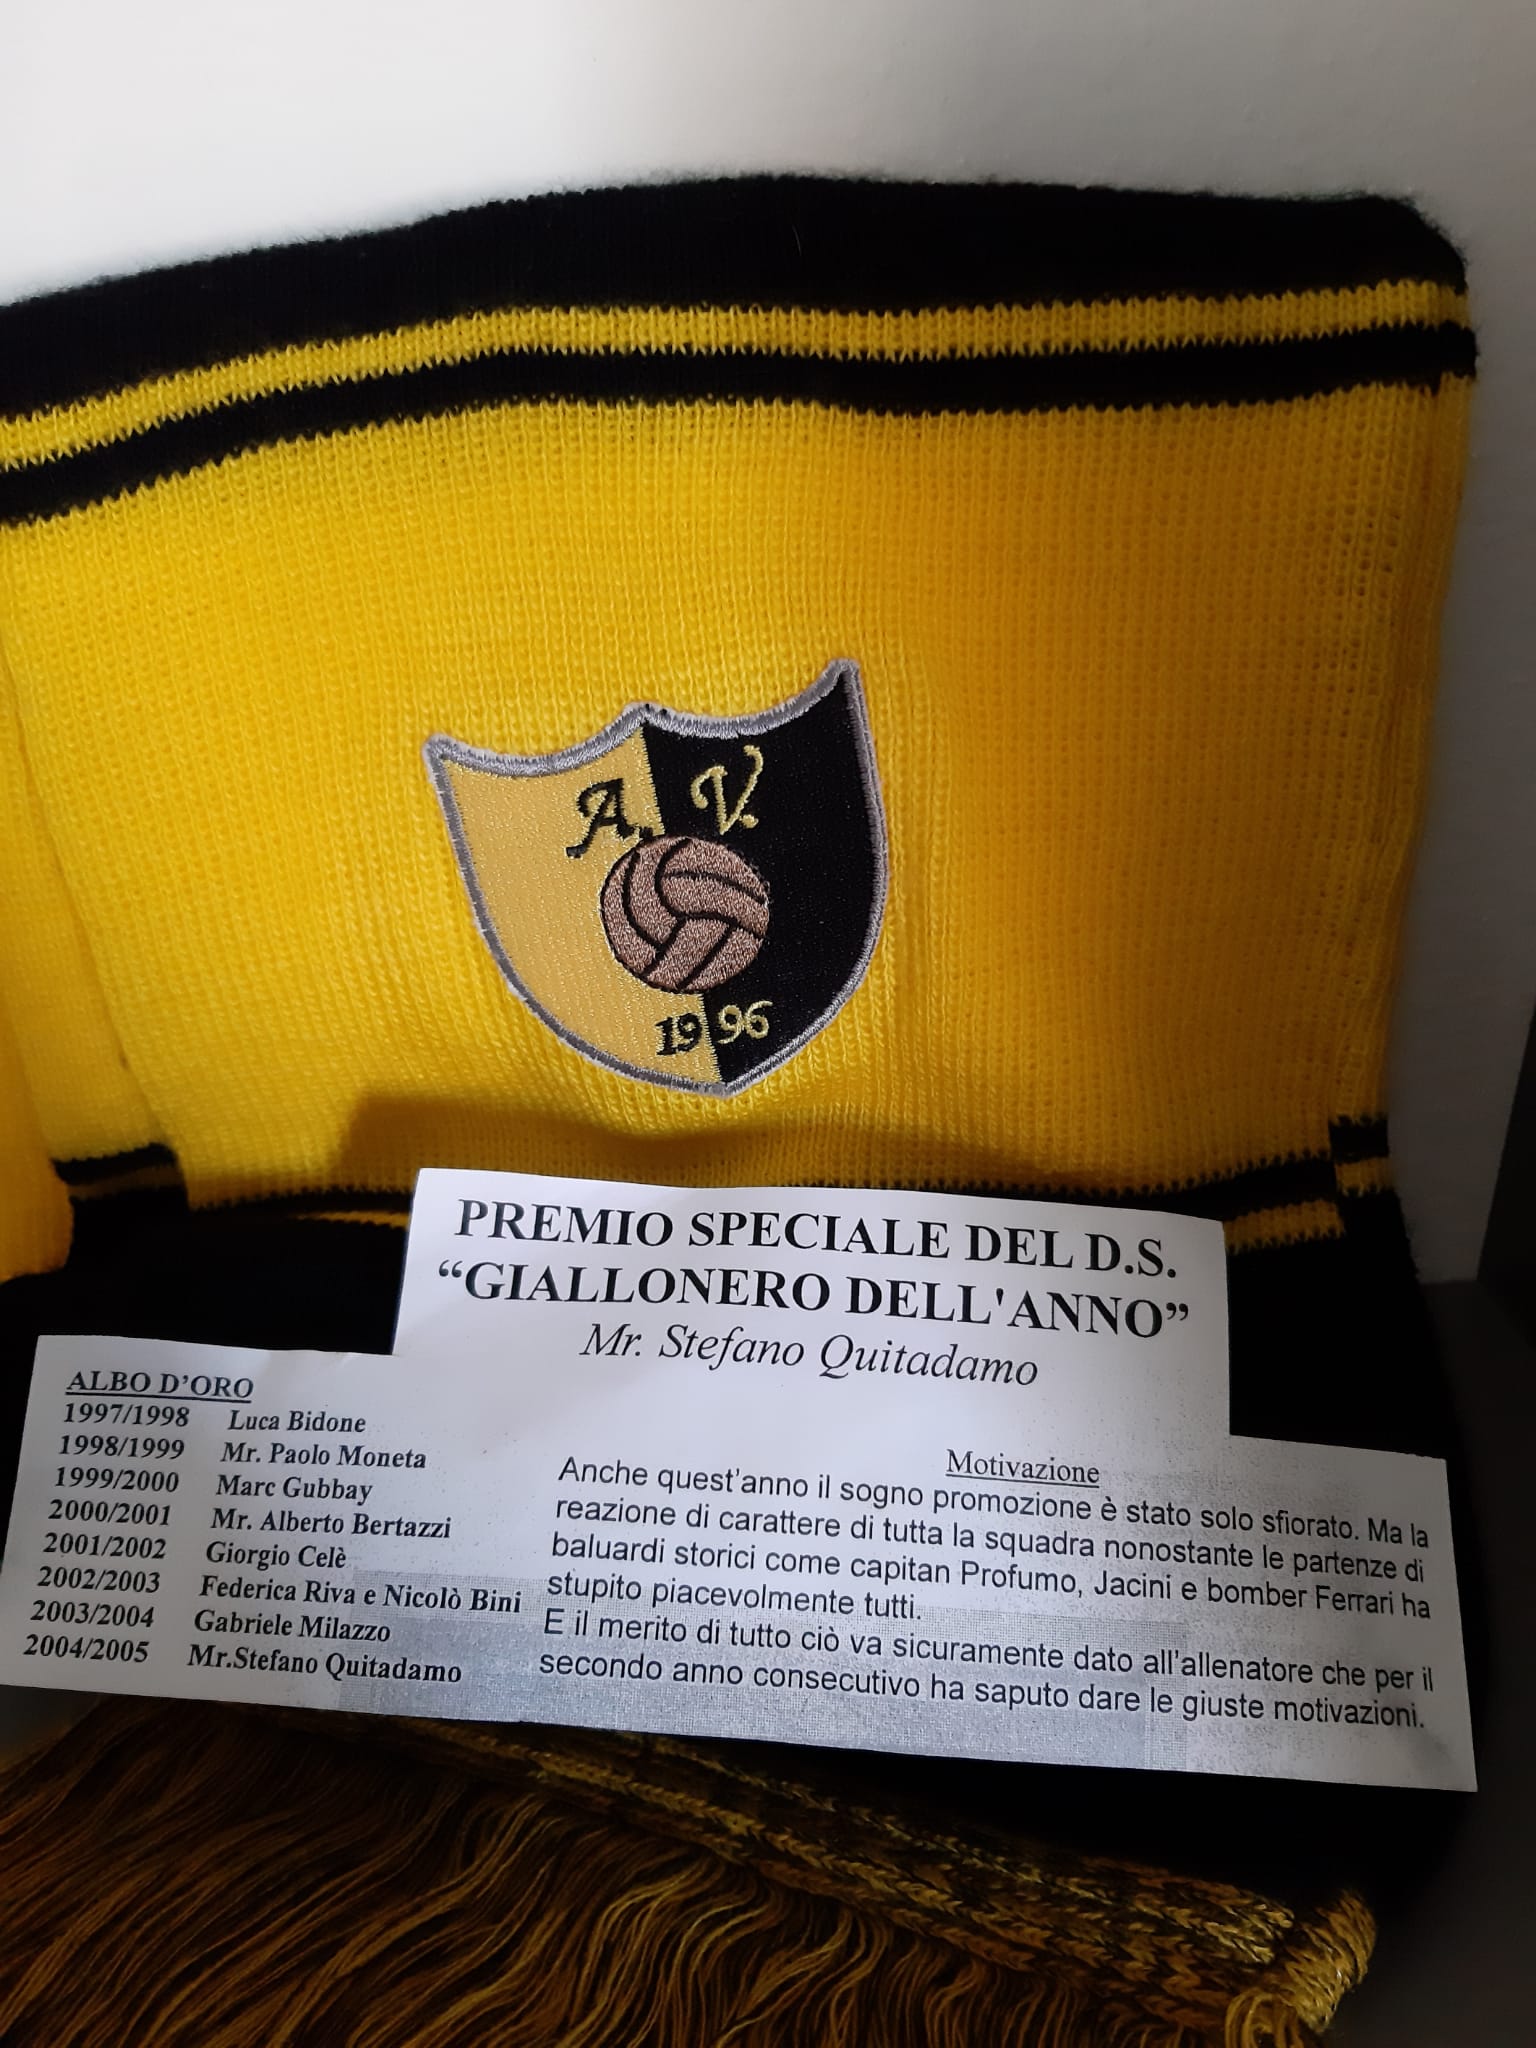 A. V.
1996
PREMIO SPECIALE DEL D.S.
“GIALLONERO DELL'ANNO”
Mr. Stefano Quitadamo
ALBO D’ORO
1997/1998 Luca Bidone
1998/1999 Mr. Paolo Moneta
1999/2000 Marc Gubbay
2000/2001 Mr. Alberto Bertazzi
2001/2002 Giorgio Celè
2002/2003 Federica Riva e Nicolò Bini
2003/2004 Gabriele Milazzo
2004/2005 Mr.Stefano Quitadamo
Motivazione
Anche quest’anno il sogno promozione è stato solo sfiorato. Ma la
reazione di carattere di tutta la squadra nonostante le partenze di
baluardi storici come capitan Profumo, Jacini e bomber Ferrari ha
stupito piacevolmente tutti.
E il merito di tutto ciò va sicuramente dato all’allenatore che per il
secondo anno consecutivo ha saputo dare le giuste motivazioni.